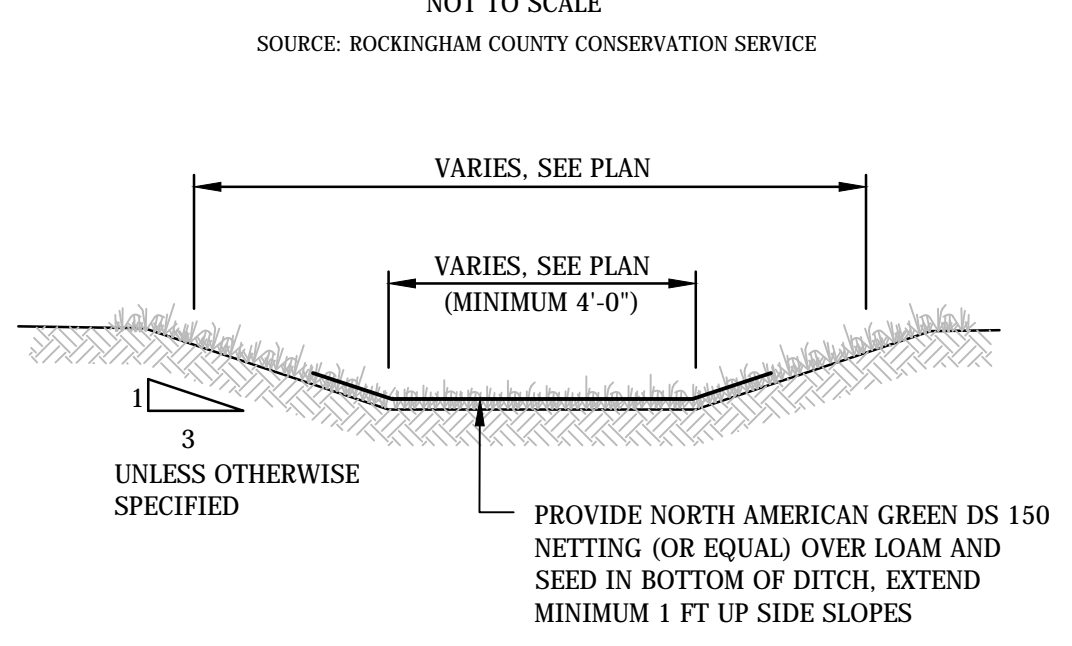 NOT TO SCALE
SOURCE: ROCKINGHAM COUNTY CONSERVATION SERVICE
VARIES, SEE PLAN
VARIES, SEE PLAN
(MINIMUM 4'-0")
1
3
UNLESS OTHERWISE
SPECIFIED
PROVIDE NORTH AMERICAN GREEN DS 150
NETTING (OR EQUAL) OVER LOAM AND
SEED IN BOTTOM OF DITCH, EXTEND
MINIMUM 1 FT UP SIDE SLOPES